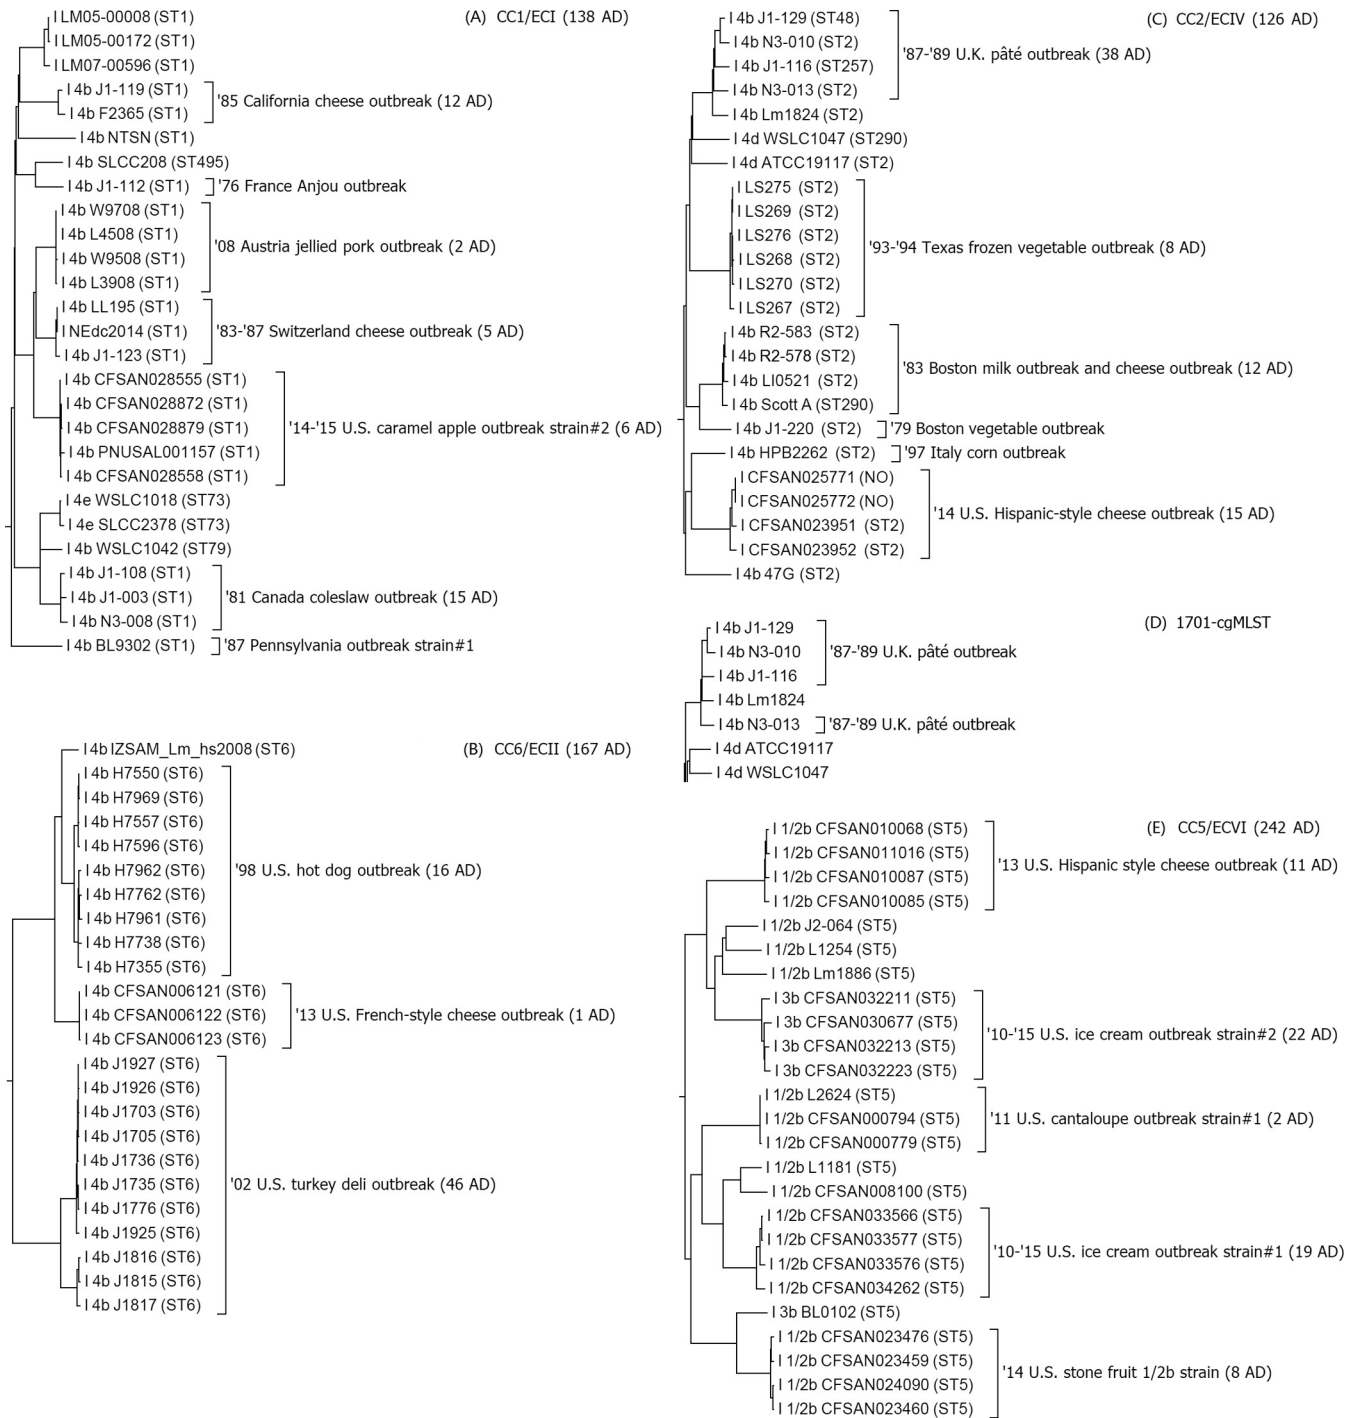 (A) CC1/ECI (138 AD)
I LM05-00008 (ST1)
I LM05-00172 (ST1)
I LM07-00596 (ST1)
I 4b J1-119 (ST1)
I 4b F2365 (ST1)
'85 California cheese outbreak (12 AD)
I 4b NTSN (ST1)
I 4b SLCC208 (ST495)
I 4b J1-112 (ST1)
'76 France Anjou outbreak
I 4b W9708 (ST1)
I 4b L4508 (ST1)
I 4b W9508 (ST1)
I 4b L3908 (ST1)
'08 Austria jellied pork outbreak (2 AD)
I 4b LL195 (ST1)
I NEdc2014 (ST1)
I 4b J1-123 (ST1)
'83-'87 Switzerland cheese outbreak (5 AD)
I 4b CFSAN028555 (ST1)
I 4b CFSAN028872 (ST1)
I 4b CFSAN028879 (ST1)
I 4b PNUSAL001157 (ST1)
I 4b CFSAN028558 (ST1)
'14-'15 U.S. caramel apple outbreak strain#2 (6 AD)
I 4e WSLC1018 (ST73)
I 4e SLCC2378 (ST73)
I 4b WSLC1042 (ST79)
I 4b J1-108 (ST1)
I 4b J1-003 (ST1)
I 4b N3-008 (ST1)
'81 Canada coleslaw outbreak (15 AD)
I 4b BL9302 (ST1)
'87 Pennsylvania outbreak strain#1
(B) CC6/ECII (167 AD)
I 4b IZSAM_Lm_hs2008 (ST6)
I 4b H7550 (ST6)
I 4b H7969 (ST6)
I 4b H7557 (ST6)
I 4b H7596 (ST6)
I 4b H7962 (ST6)
I 4b H7762 (ST6)
I 4b H7961 (ST6)
I 4b H7738 (ST6)
I 4b H7355 (ST6)
'98 U.S. hot dog outbreak (16 AD)
I 4b CFSAN006121 (ST6)
I 4b CFSAN006122 (ST6)
I 4b CFSAN006123 (ST6)
'13 U.S. French-style cheese outbreak (1 AD)
I 4b J1927 (ST6)
I 4b J1926 (ST6)
I 4b J1703 (ST6)
I 4b J1705 (ST6)
I 4b J1736 (ST6)
I 4b J1735 (ST6)
I 4b J1776 (ST6)
I 4b J1925 (ST6)
I 4b J1816 (ST6)
I 4b J1815 (ST6)
I 4b J1817 (ST6)
'02 U.S. turkey deli outbreak (46 AD)
(C) CC2/ECIV (126 AD)
I 4b J1-129 (ST48)
I 4b N3-010 (ST2)
I 4b J1-116 (ST257)
I 4b N3-013 (ST2)
'87-'89 U.K. pâté outbreak (38 AD)
I 4b Lm1824 (ST2)
I 4d WSLC1047 (ST290)
I 4d ATCC19117 (ST2)
I LS275 (ST2)
I LS269 (ST2)
I LS276 (ST2)
I LS268 (ST2)
I LS270 (ST2)
I LS267 (ST2)
'93-'94 Texas frozen vegetable outbreak (8 AD)
I 4b R2-583 (ST2)
I 4b R2-578 (ST2)
I 4b LI0521 (ST2)
I 4b Scott A (ST290)
'83 Boston milk outbreak and cheese outbreak (12 AD)
I 4b J1-220 (ST2)
'79 Boston vegetable outbreak
I 4b HPB2262 (ST2)
'97 Italy corn outbreak
I CFSAN025771 (NO)
I CFSAN025772 (NO)
I CFSAN023951 (ST2)
I CFSAN023952 (ST2)
'14 U.S. Hispanic-style cheese outbreak (15 AD)
I 4b 47G (ST2)
(D) 1701-cgMLST
I 4b J1-129
I 4b N3-010
I 4b J1-116
'87-'89 U.K. pâté outbreak
I 4b Lm1824
I 4b N3-013
'87-'89 U.K. pâté outbreak
I 4d ATCC19117
I 4d WSLC1047
(E) CC5/ECVI (242 AD)
I 1/2b CFSAN010068 (ST5)
I 1/2b CFSAN011016 (ST5)
I 1/2b CFSAN010087 (ST5)
I 1/2b CFSAN010085 (ST5)
'13 U.S. Hispanic style cheese outbreak (11 AD)
I 1/2b J2-064 (ST5)
I 1/2b L1254 (ST5)
I 1/2b Lm1886 (ST5)
I 3b CFSAN032211 (ST5)
I 3b CFSAN030677 (ST5)
I 3b CFSAN032213 (ST5)
I 3b CFSAN032223 (ST5)
'10-'15 U.S. ice cream outbreak strain#2 (22 AD)
I 1/2b L2624 (ST5)
I 1/2b CFSAN000794 (ST5)
I 1/2b CFSAN000779 (ST5)
'11 U.S. cantaloupe outbreak strain#1 (2 AD)
I 1/2b L1181 (ST5)
I 1/2b CFSAN008100 (ST5)
I 1/2b CFSAN033566 (ST5)
I 1/2b CFSAN033577 (ST5)
I 1/2b CFSAN033576 (ST5)
I 1/2b CFSAN034262 (ST5)
'10-'15 U.S. ice cream outbreak strain#1 (19 AD)
I 3b BL0102 (ST5)
I 1/2b CFSAN023476 (ST5)
I 1/2b CFSAN023459 (ST5)
I 1/2b CFSAN024090 (ST5)
I 1/2b CFSAN023460 (ST5)
'14 U.S. stone fruit 1/2b strain (8 AD)